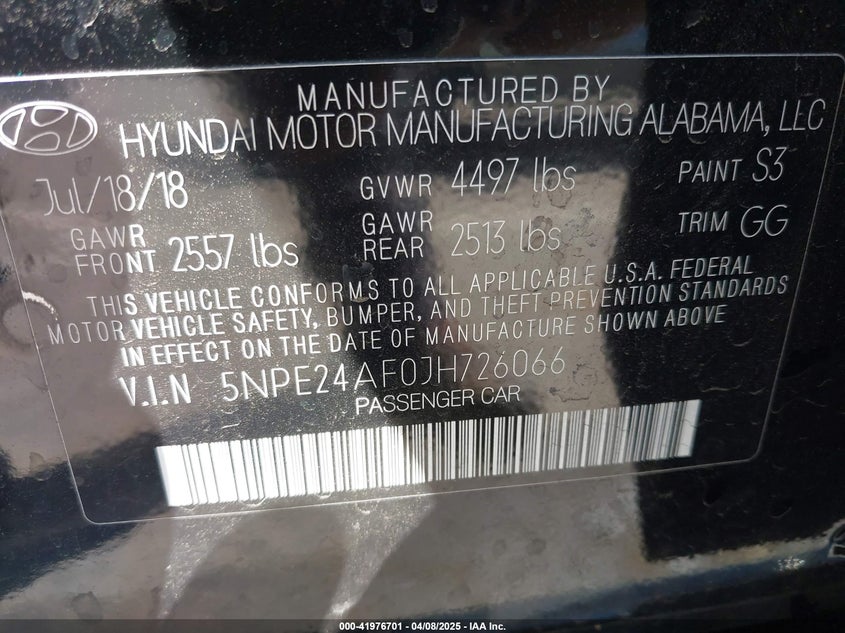 MANUFACTURED BY
HYUNDAI MOTOR MANUFACTURING ALABAMA, LLC
Jul/18/18 GVWR 4497 lbs PAINT S3
GAWR FRONT 2557 lbs GAWR REAR 2513 lbs TRIM GG
THIS VEHICLE CONFORMS TO ALL APPLICABLE U.S.A. FEDERAL
MOTOR VEHICLE SAFETY, BUMPER, AND THEFT PREVENTION STANDARDS
IN EFFECT ON THE DATE OF MANUFACTURE SHOWN ABOVE
V.I.N 5NPE24AF0JH726066
PASSENGER CAR
000-41976701 - 04/08/2025 - IAA Inc.